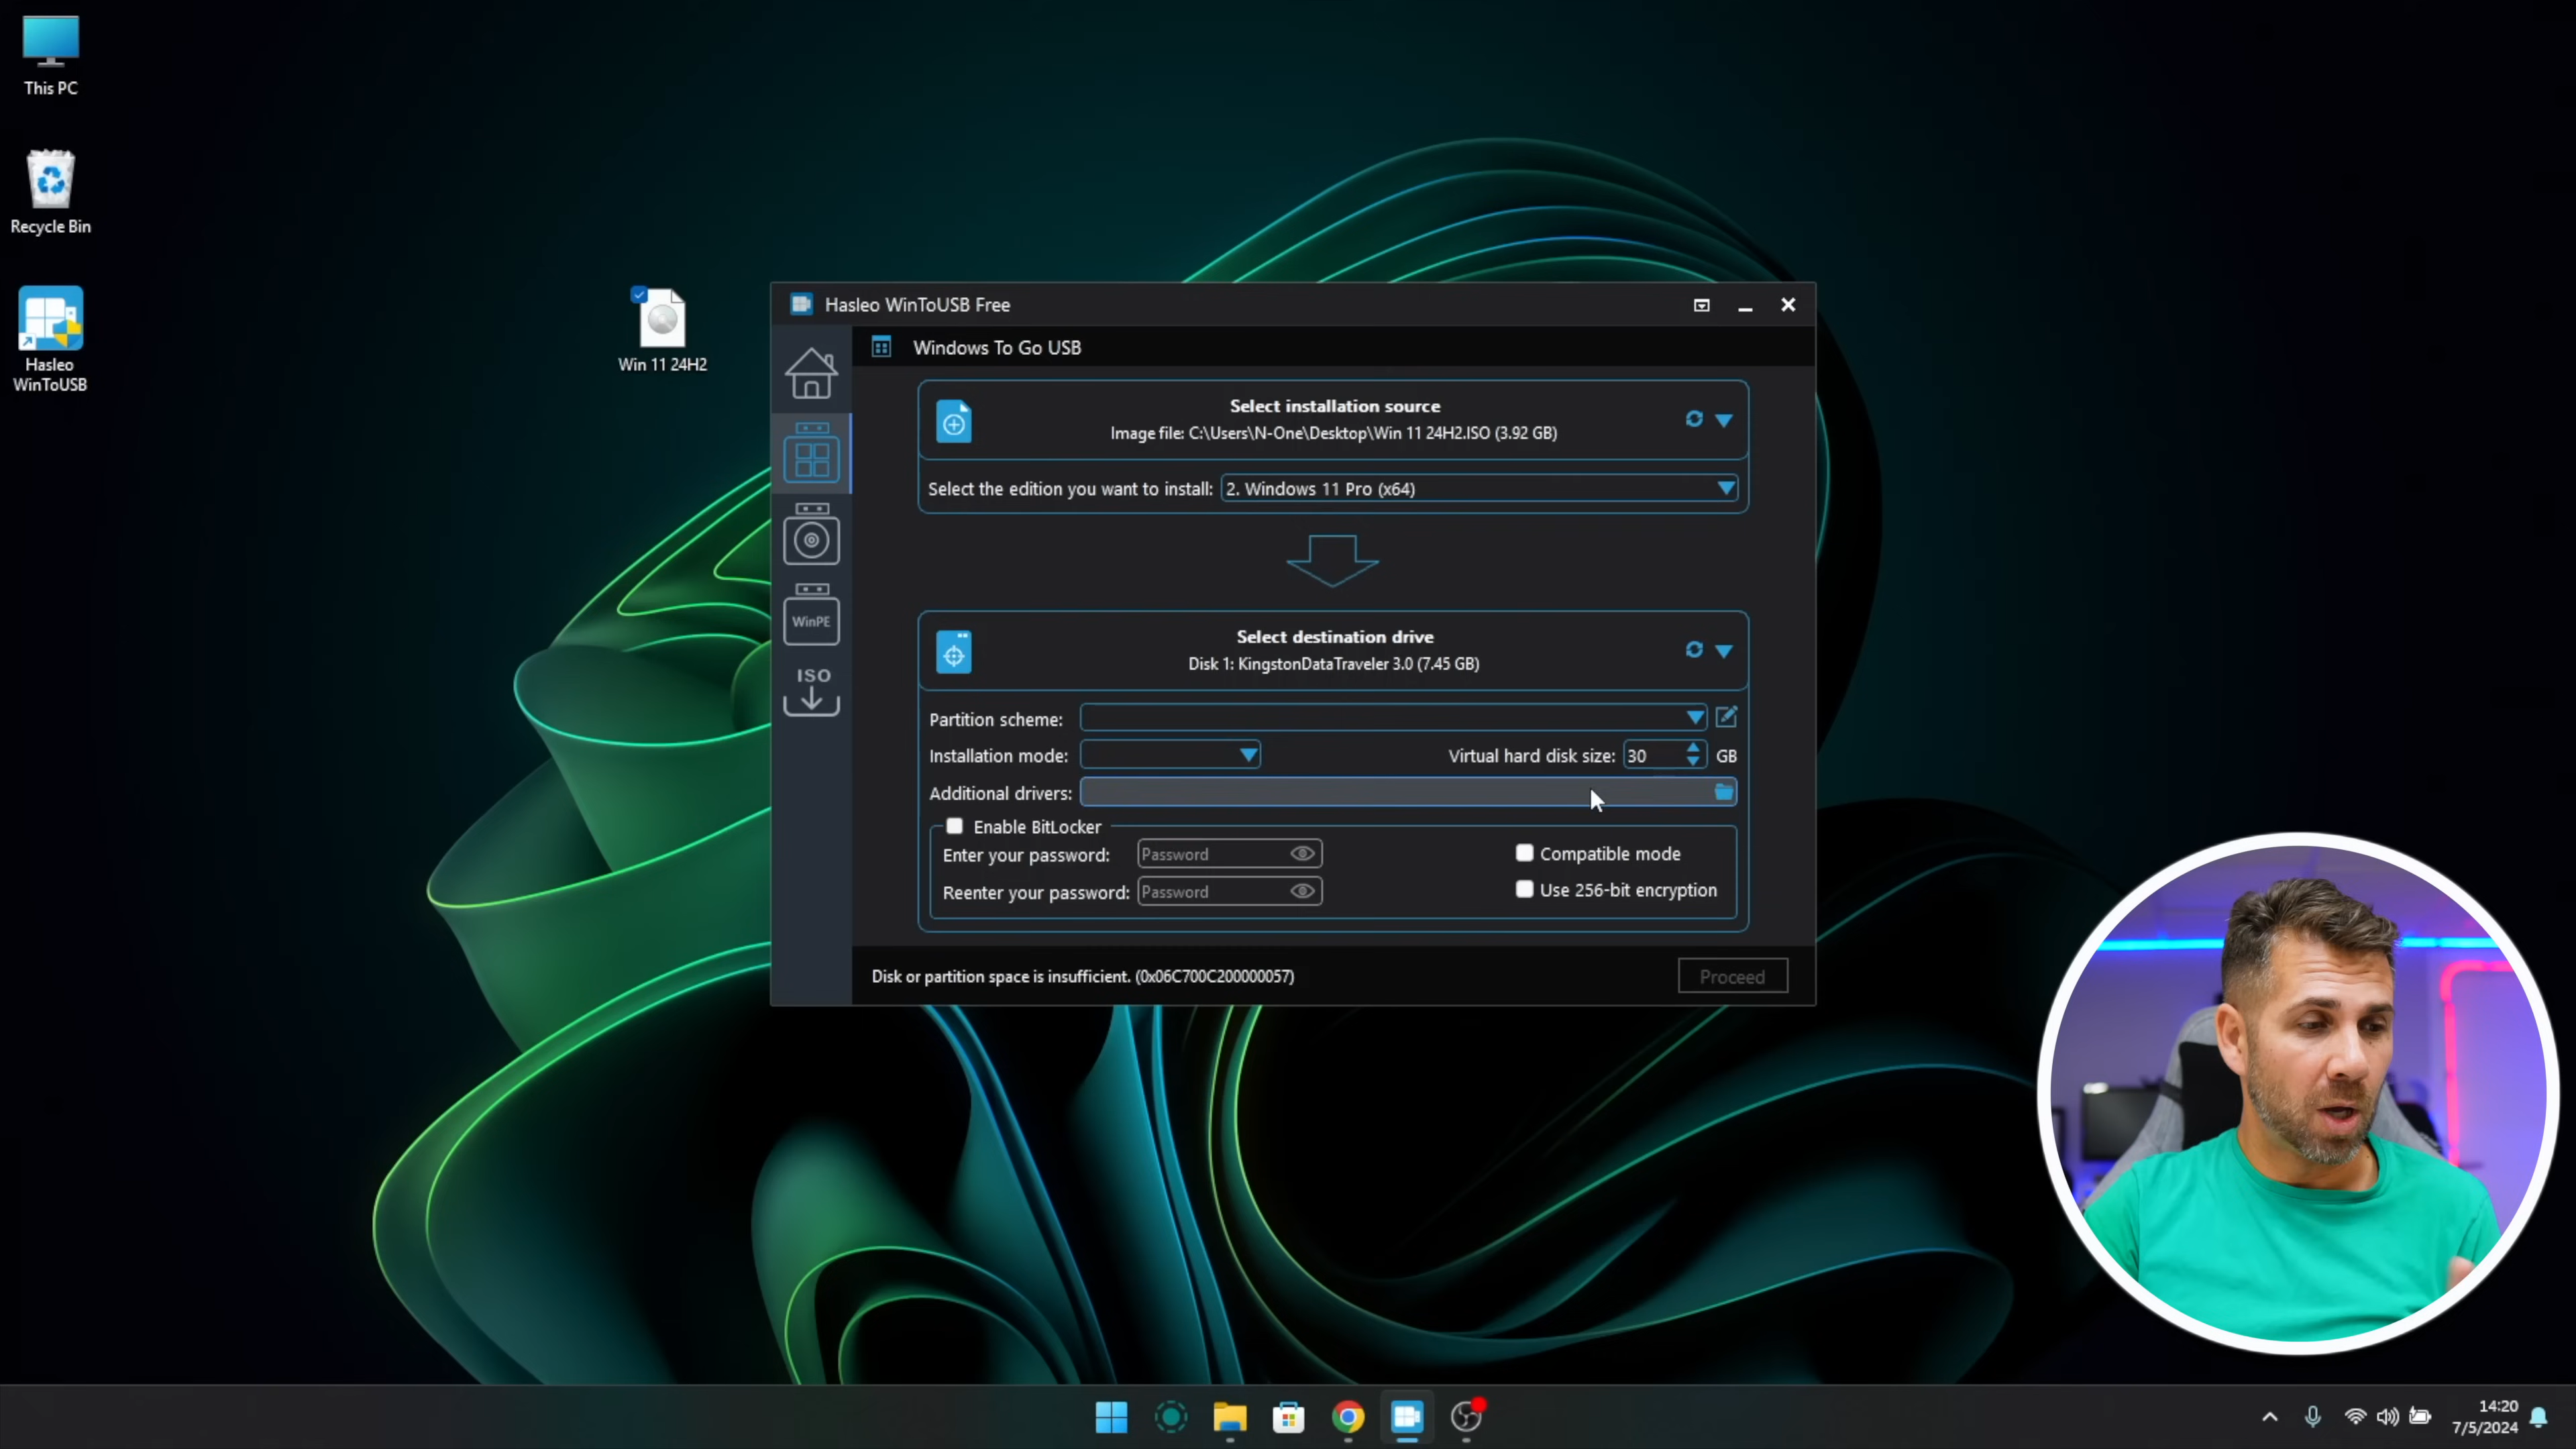 This PC
Recycle Bin
Hasleo
WinToUSB
Win 11 24H2
Hasleo WinToUSB Free
Windows To Go USB
Select installation source
Image file: C:\Users\N-One\Desktop\Win 11 24H2.ISO (3.92 GB)
Select the edition you want to install: 2. Windows 11 Pro (x64)
WinPE
ISO
Select destination drive
Disk 1: KingstonDataTraveler 3.0 (7.45 GB)
Partition scheme:
Installation mode: Virtual hard disk size: 30 GB
Additional drivers:
Enable BitLocker
Enter your password: Password Compatible mode
Reenter your password: Password Use 256-bit encryption
Disk or partition space is insufficient. (0x06C700C200000057) Proceed
14:20
7/5/2024